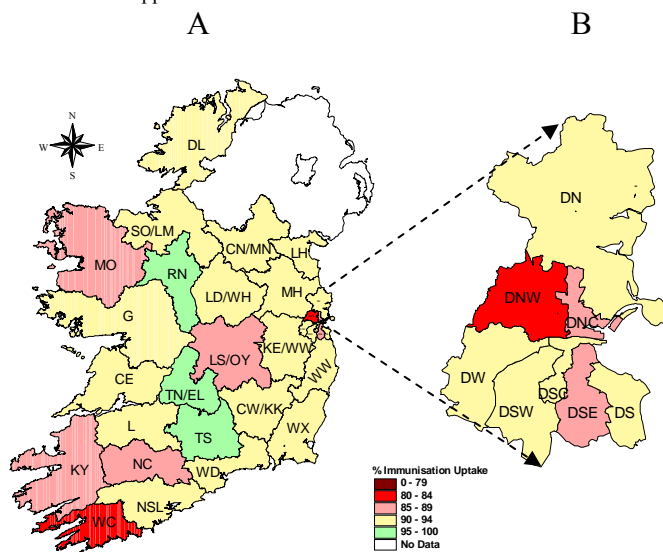 A
B
N
W E
S
DL
SO/LM
MO
RN
CN/MN
LH
LD/WH
MH
G
LS/OY
KE/WW
WW
CE
TN/EL
CW/KK
L
TS
WX
KY
NC
WD
NSL
WC
DN
DNW
DNC
DW
DSW
DSC
DSE
DS
% Immunisation Uptake
0 - 79
80 - 84
85 - 89
90 - 94
95 - 100
No Data